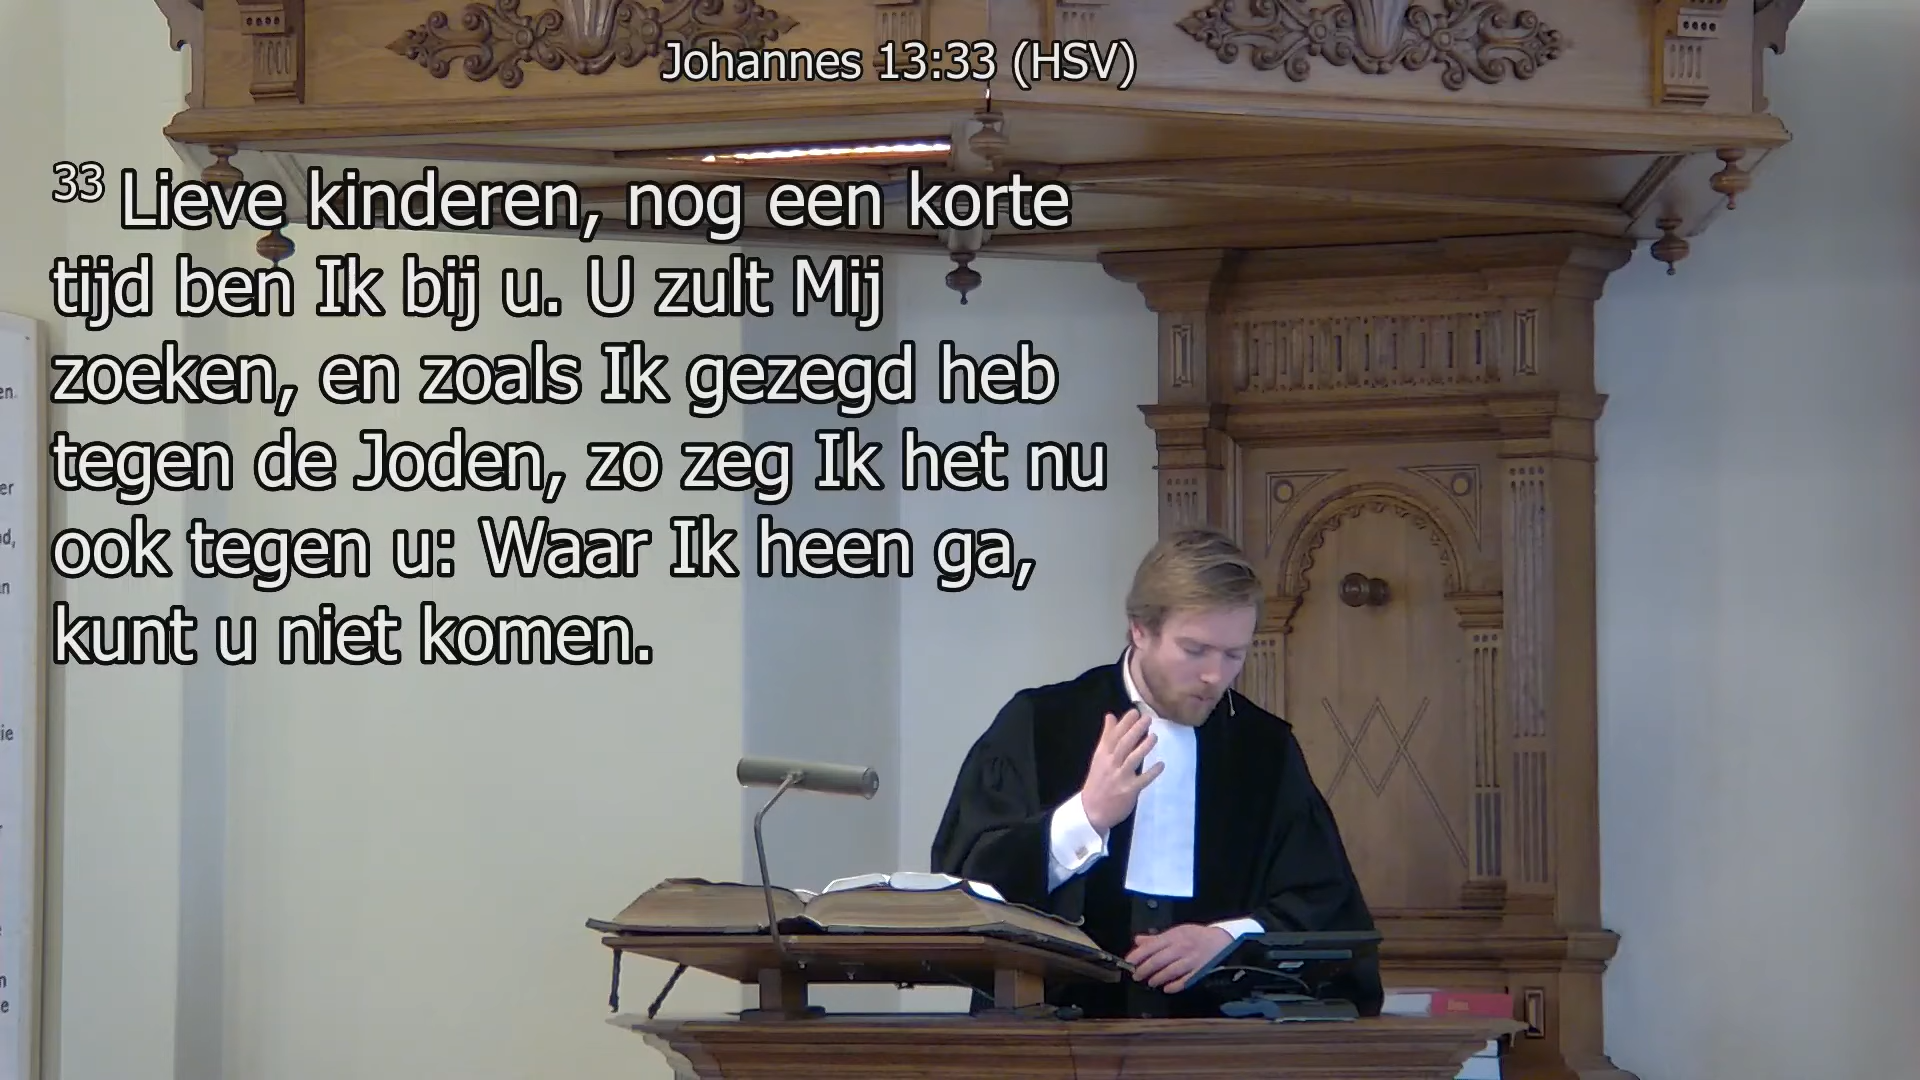 Johannes 13:33 (HSV)
33 Lieve kinderen, nog een korte
tijd ben Ik bij u. U zult Mij
zoeken, en zoals Ik gezegd heb
tegen de Joden, zo zeg Ik het nu
ook tegen u: Waar Ik heen ga,
kunt u niet komen.